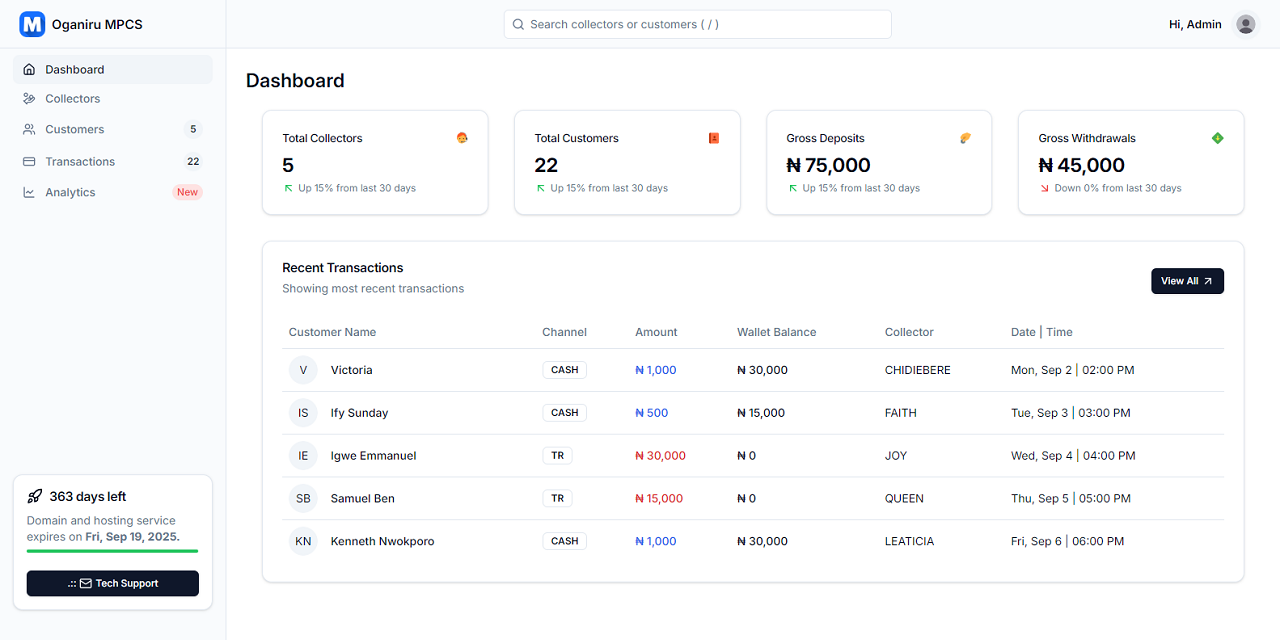 M Oganiru MPCS
Search collectors or customers ( / )
Hi, Admin
Dashboard
Collectors
Customers 5
Transactions 22
Analytics New
363 days left
Domain and hosting service
expires on Fri, Sep 19, 2025.
.:: Tech Support
Dashboard
Total Collectors
5
Up 15% from last 30 days
Total Customers
22
Up 15% from last 30 days
Gross Deposits
₦ 75,000
Up 15% from last 30 days
Gross Withdrawals
₦ 45,000
Down 0% from last 30 days
Recent Transactions
Showing most recent transactions
View All
Customer Name Channel Amount Wallet Balance Collector Date | Time
V Victoria CASH ₦ 1,000 ₦ 30,000 CHIDIEBERE Mon, Sep 2 | 02:00 PM
IS Ify Sunday CASH ₦ 500 ₦ 15,000 FAITH Tue, Sep 3 | 03:00 PM
IE Igwe Emmanuel TR ₦ 30,000 ₦ 0 JOY Wed, Sep 4 | 04:00 PM
SB Samuel Ben TR ₦ 15,000 ₦ 0 QUEEN Thu, Sep 5 | 05:00 PM
KN Kenneth Nwokporo CASH ₦ 1,000 ₦ 30,000 LEATICIA Fri, Sep 6 | 06:00 PM